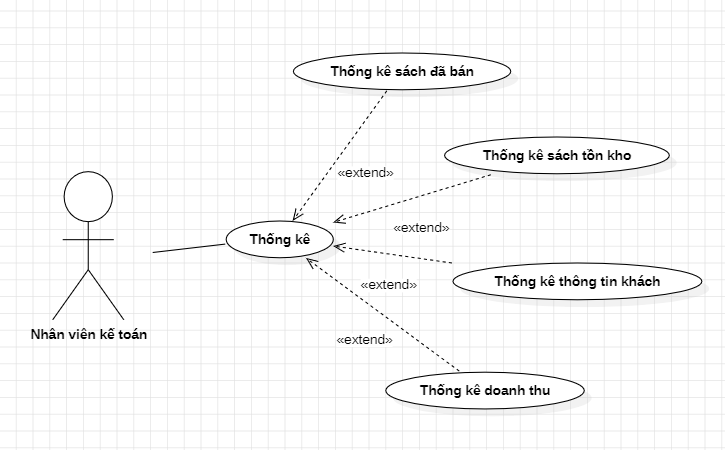 Thống kê sách đã bán
Thống kê sách tồn kho
«extend»
«extend»
Thống kê
Thống kê thông tin khách
«extend»
Nhân viên kế toán
«extend»
Thống kê doanh thu